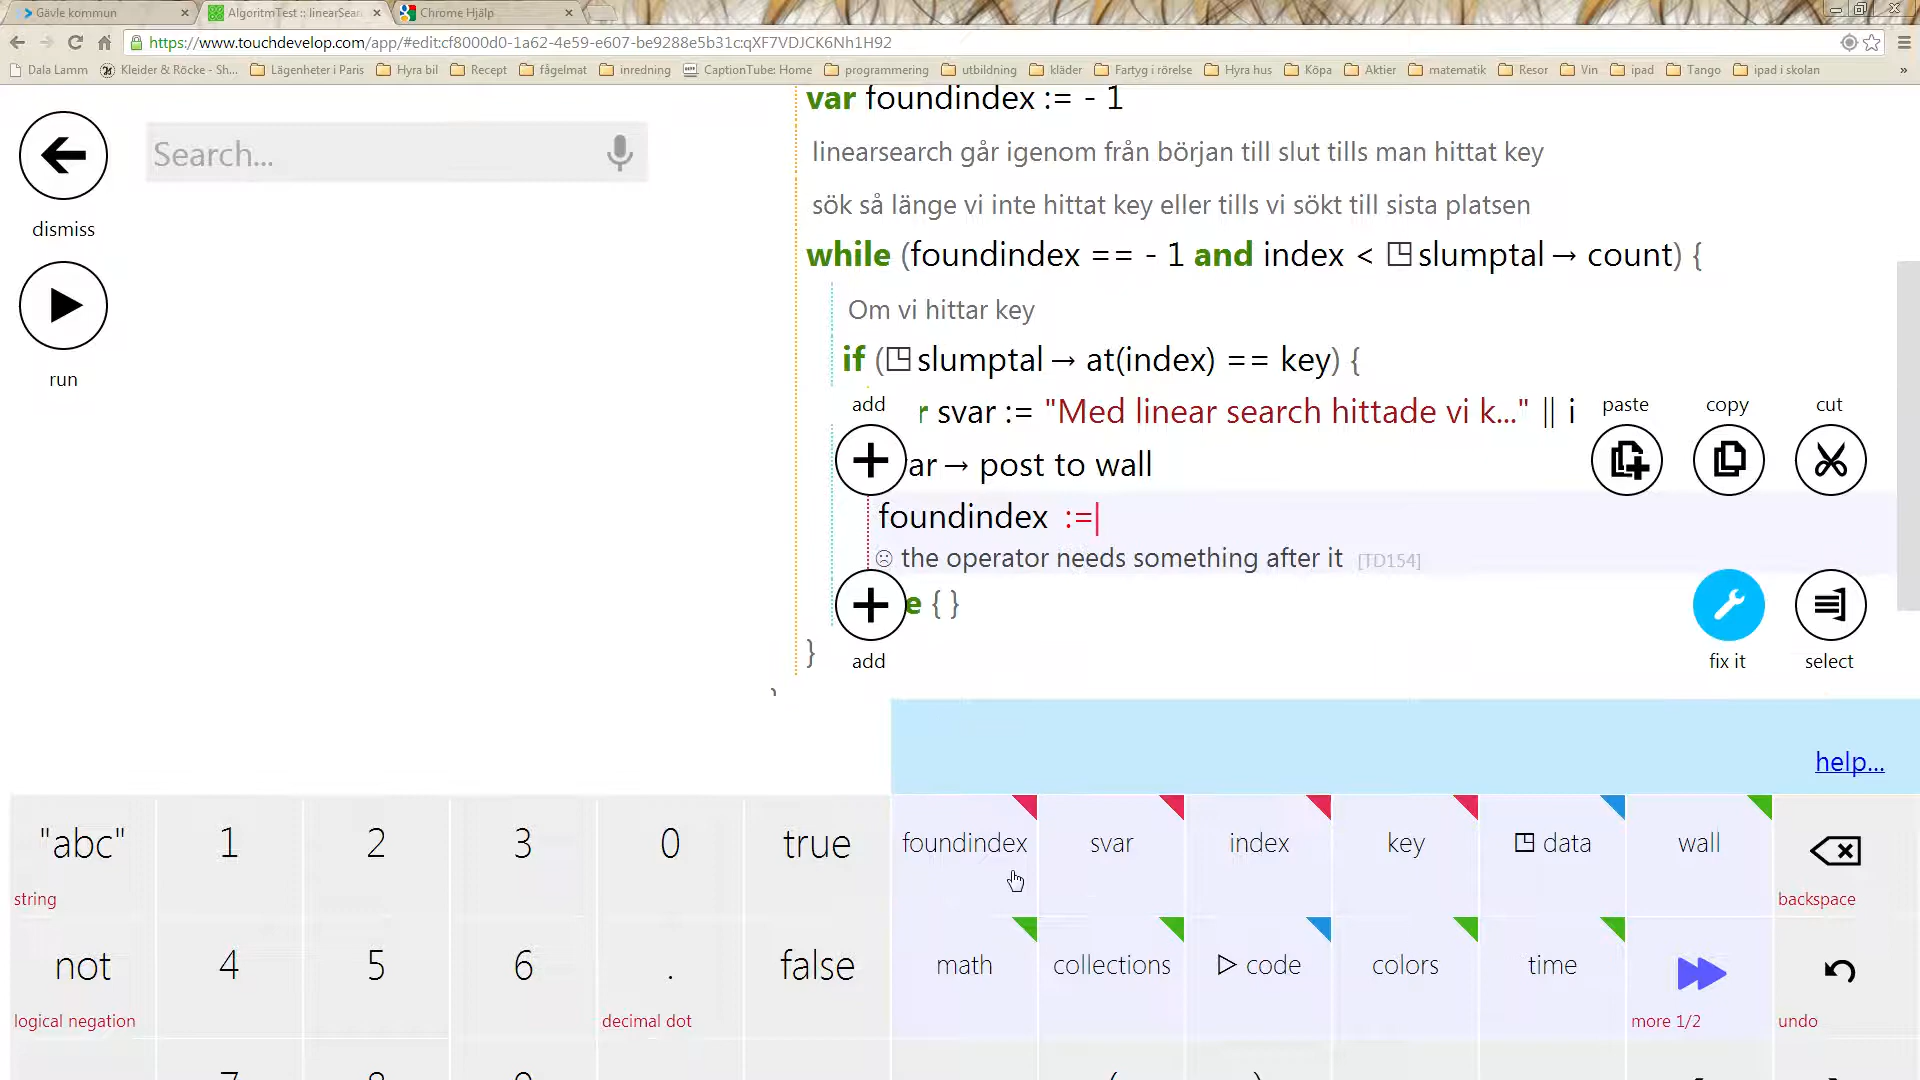 Gävle kommun
AlgoritmTest :: linearSear
Chrome Hjälp
https://www.touchdevelop.com/app/#edit:cf8000d0-1a62-4e59-e607-be9288e5b31c:qXF7VDJCK6Nh1H92
Dala Lamm
Kleider & Röcke - Sh...
Lägenheter i Paris
Hyra bil
Recept
fågelmat
inredning
CaptionTube: Home
programmering
utbildning
kläder
Fartyg i rörelse
Hyra hus
Köpa
Aktier
matematik
Resor
Vin
ipad
Tango
ipad i skolan
»
dismiss
run
Search...
var foundindex := - 1
linearsearch går igenom från början till slut tills man hittat key
sök så länge vi inte hittat key eller tills vi sökt till sista platsen
while (foundindex == - 1 and index < slumptal → count) {
Om vi hittar key
if (slumptal → at(index) == key) {
r svar := "Med linear search hittade vi k..." || i
ar → post to wall
foundindex :=
the operator needs something after it [TD154]
e { }
}
add
add
paste
copy
cut
fix it
select
help...
"abc"
string
1
2
3
0
true
foundindex
svar
index
key
data
wall
backspace
not
logical negation
4
5
6
.
decimal dot
false
math
collections
code
colors
time
more 1/2
undo